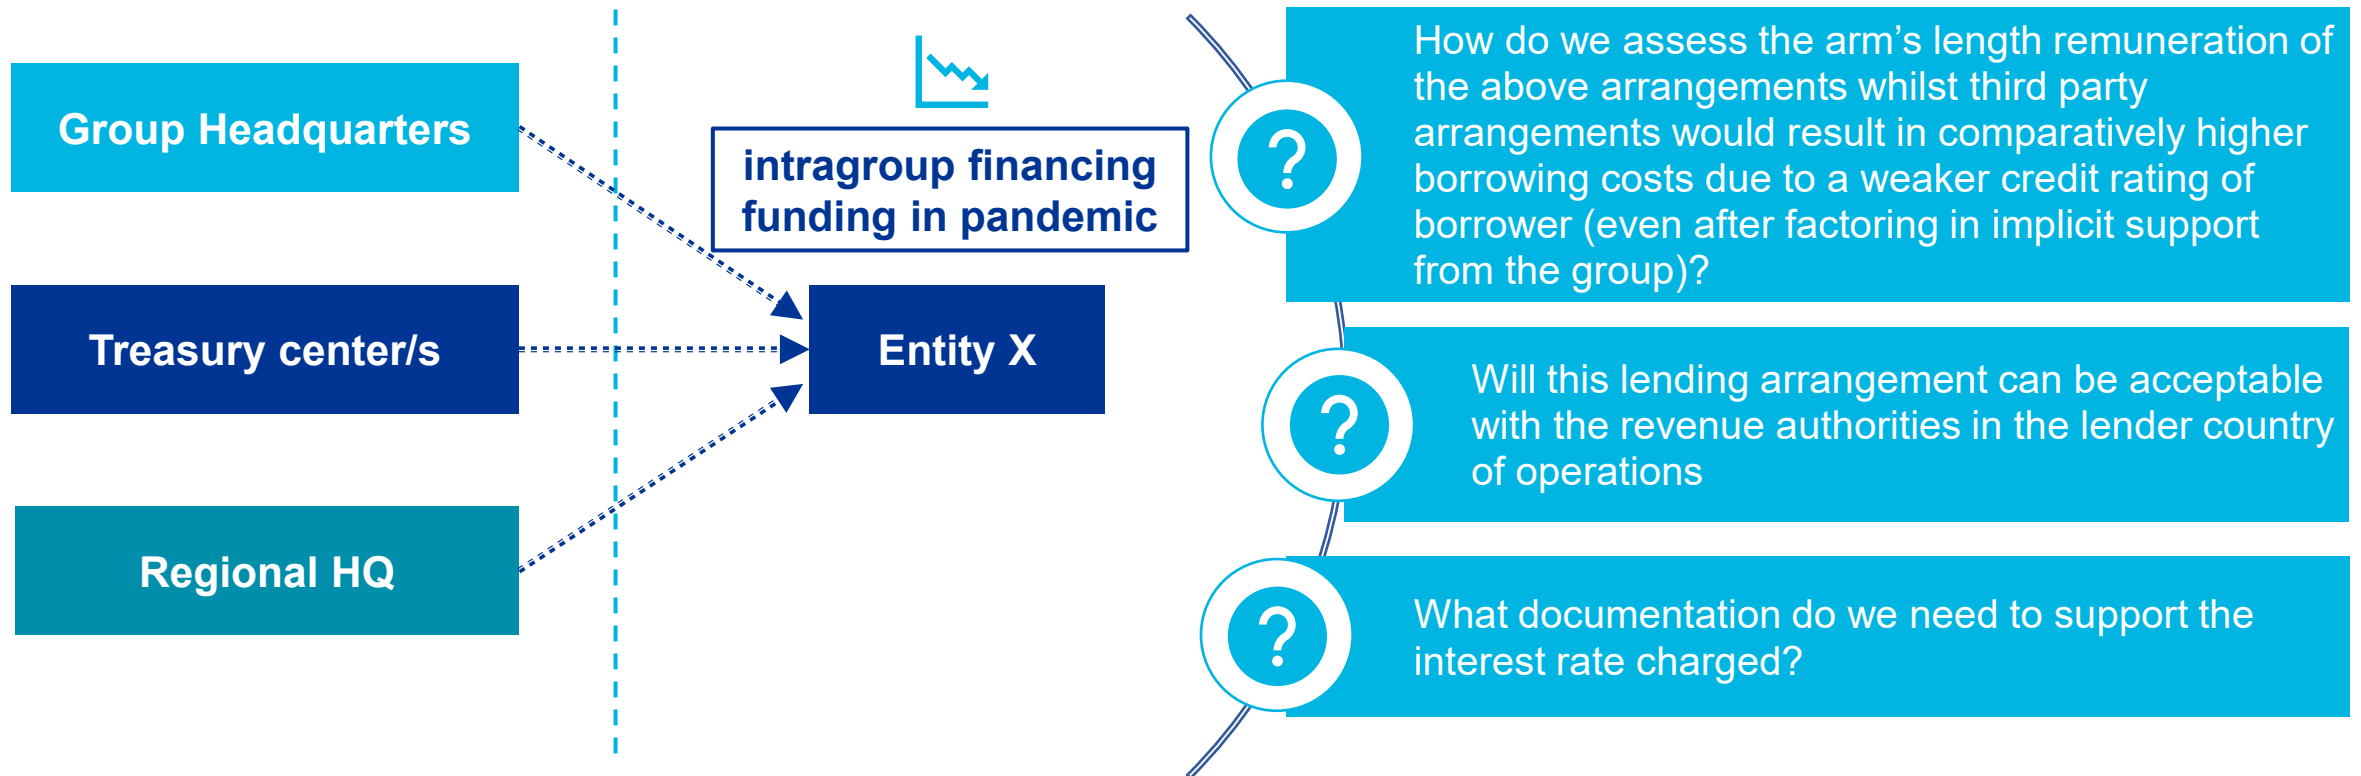 Group Headquarters
Treasury center/s
Regional HQ
intragroup financing
funding in pandemic
Entity X
?
How do we assess the arm’s length remuneration of
the above arrangements whilst third party
arrangements would result in comparatively higher
borrowing costs due to a weaker credit rating of
borrower (even after factoring in implicit support
from the group)?
?
Will this lending arrangement can be acceptable
with the revenue authorities in the lender country
of operations
?
What documentation do we need to support the
interest rate charged?